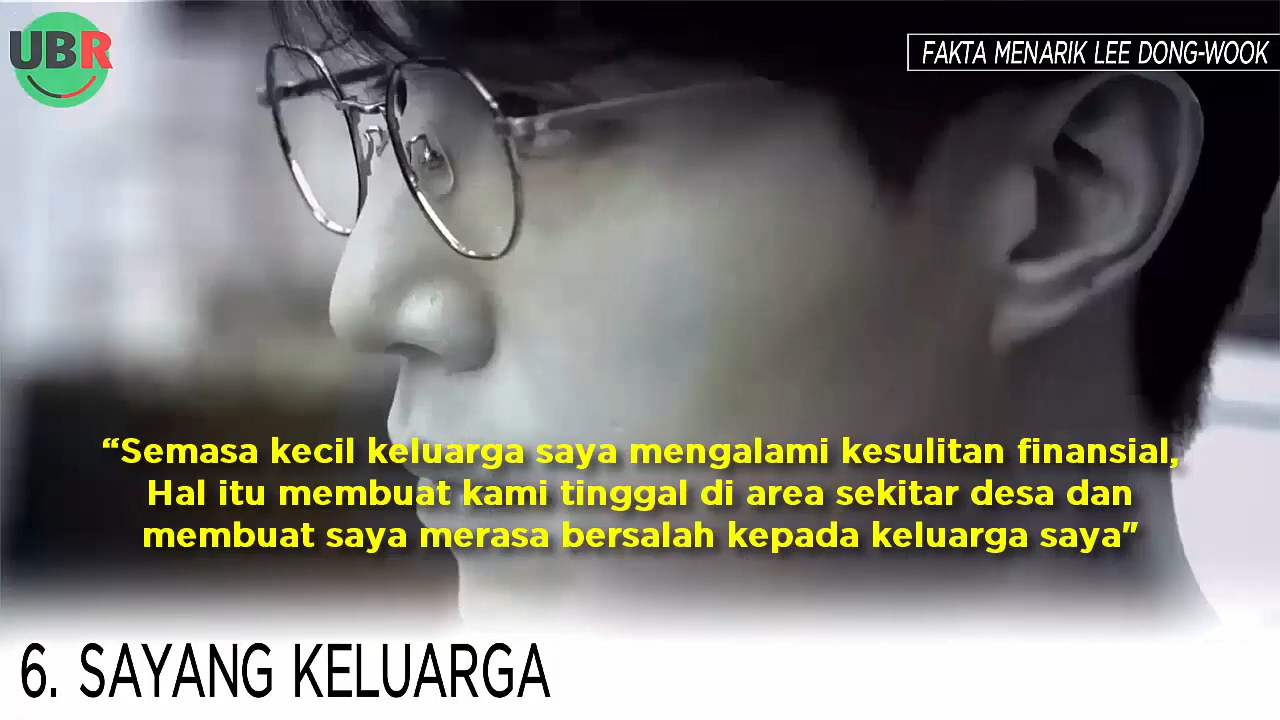 UBR
FAKTA MENARIK LEE DONG-WOOK
“Semasa kecil keluarga saya mengalami kesulitan finansial,
Hal itu membuat kami tinggal di area sekitar desa dan
membuat saya merasa bersalah kepada keluarga saya”
6. SAYANG KELUARGA